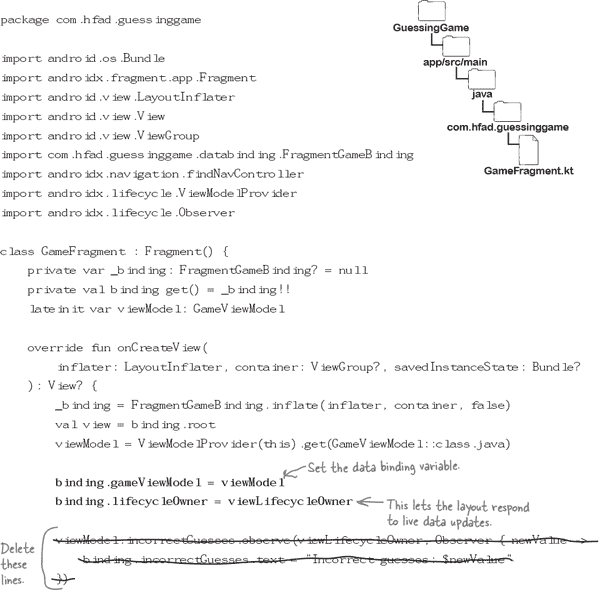 package com.hfad.guessinggame
import android.os.Bundle
import androidx.fragment.app.Fragment
import android.view.LayoutInflater
import android.view.View
import android.view.ViewGroup
import com.hfad.guessinggame.databinding.FragmentGameBinding
import androidx.navigation.findNavController
import androidx.lifecycle.ViewModelProvider
import androidx.lifecycle.Observer
GuessingGame
app/src/main
java
com.hfad.guessinggame
GameFragment.kt
class GameFragment : Fragment() {
private var _binding: FragmentGameBinding? = null
private val binding get() = _binding!!
lateinit var viewModel: GameViewModel
override fun onCreateView(
inflater: LayoutInflater, container: ViewGroup?, savedInstanceState: Bundle?
): View? {
_binding = FragmentGameBinding.inflate(inflater, container, false)
val view = binding.root
viewModel = ViewModelProvider(this).get(GameViewModel::class.java)
binding.gameViewModel = viewModel
Set the data binding variable.
binding.lifecycleOwner = viewLifecycleOwner
This lets the layout respond
to live data updates.
Delete
these
lines.
viewModel.incorrectGuesses.observe(viewLifecycleOwner, Observer { newValue ->
binding.incorrectGuesses.text = "Incorrect guesses: $newValue"
})